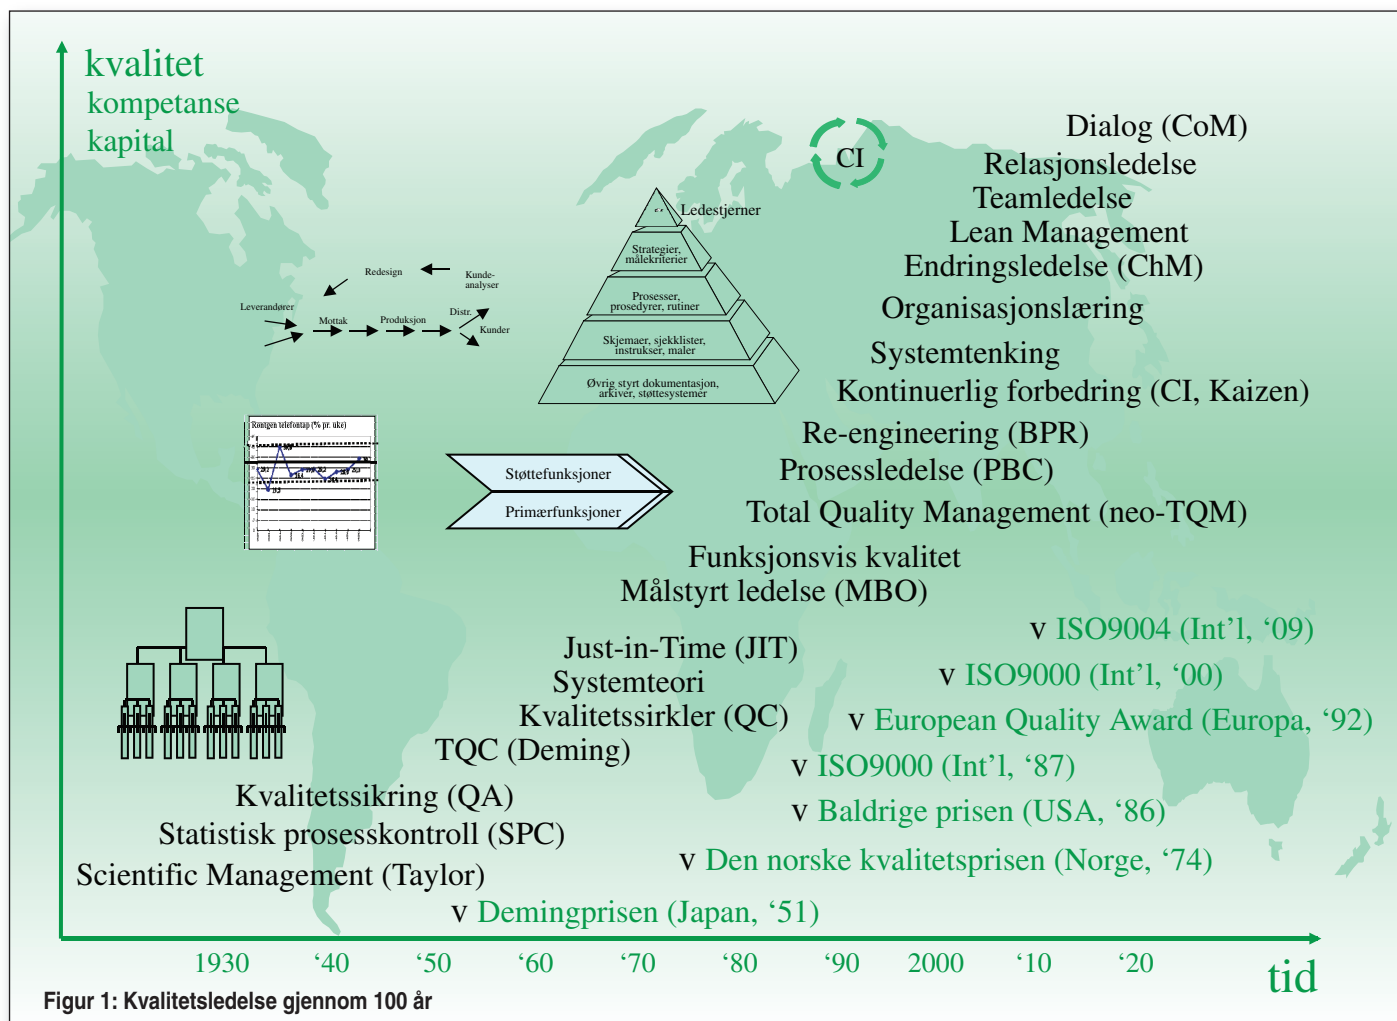 kvalitet
kompetanse
kapital
Dialog (CoM)
CI
Relasjonsledelse
Teamledelse
Lean Management
Endringsledelse (ChM)
Organisasjonslæring
Systemtenking
Kontinuerlig forbedring (CI, Kaizen)
Re-engineering (BPR)
Prosessledelse (PBC)
Total Quality Management (neo-TQM)
Funksjonsvis kvalitet
Målstyrt ledelse (MBO)
Just-in-Time (JIT)
Systemteori
Kvalitetssirkler (QC)
TQC (Deming)
Kvalitetssikring (QA)
Statistisk prosesskontroll (SPC)
Scientific Management (Taylor)
Ledestjerner
Strategier,
målekriterier
Prosesser,
prosedyrer, rutiner
Skjemaer, sjekklister,
instrukser, maler
Øvrig styrt dokumentasjon,
arkiver, støttesystemer
Redesign
Kunde-
analyser
Leverandører
Mottak
Produksjon
Distr.
Kunder
Røntgen telefontap (% pr. uke)
Støttefunksjoner
Primærfunksjoner
v ISO9004 (Int’l, ‘09)
v ISO9000 (Int’l, ‘00)
v European Quality Award (Europa, ‘92)
v ISO9000 (Int’l, ‘87)
v Baldrige prisen (USA, ‘86)
v Den norske kvalitetsprisen (Norge, ‘74)
v Demingprisen (Japan, ‘51)
1930 ‘40 ‘50 ‘60 ‘70 ‘80 ‘90 2000 ‘10 ‘20
tid
Figur 1: Kvalitetsledelse gjennom 100 år